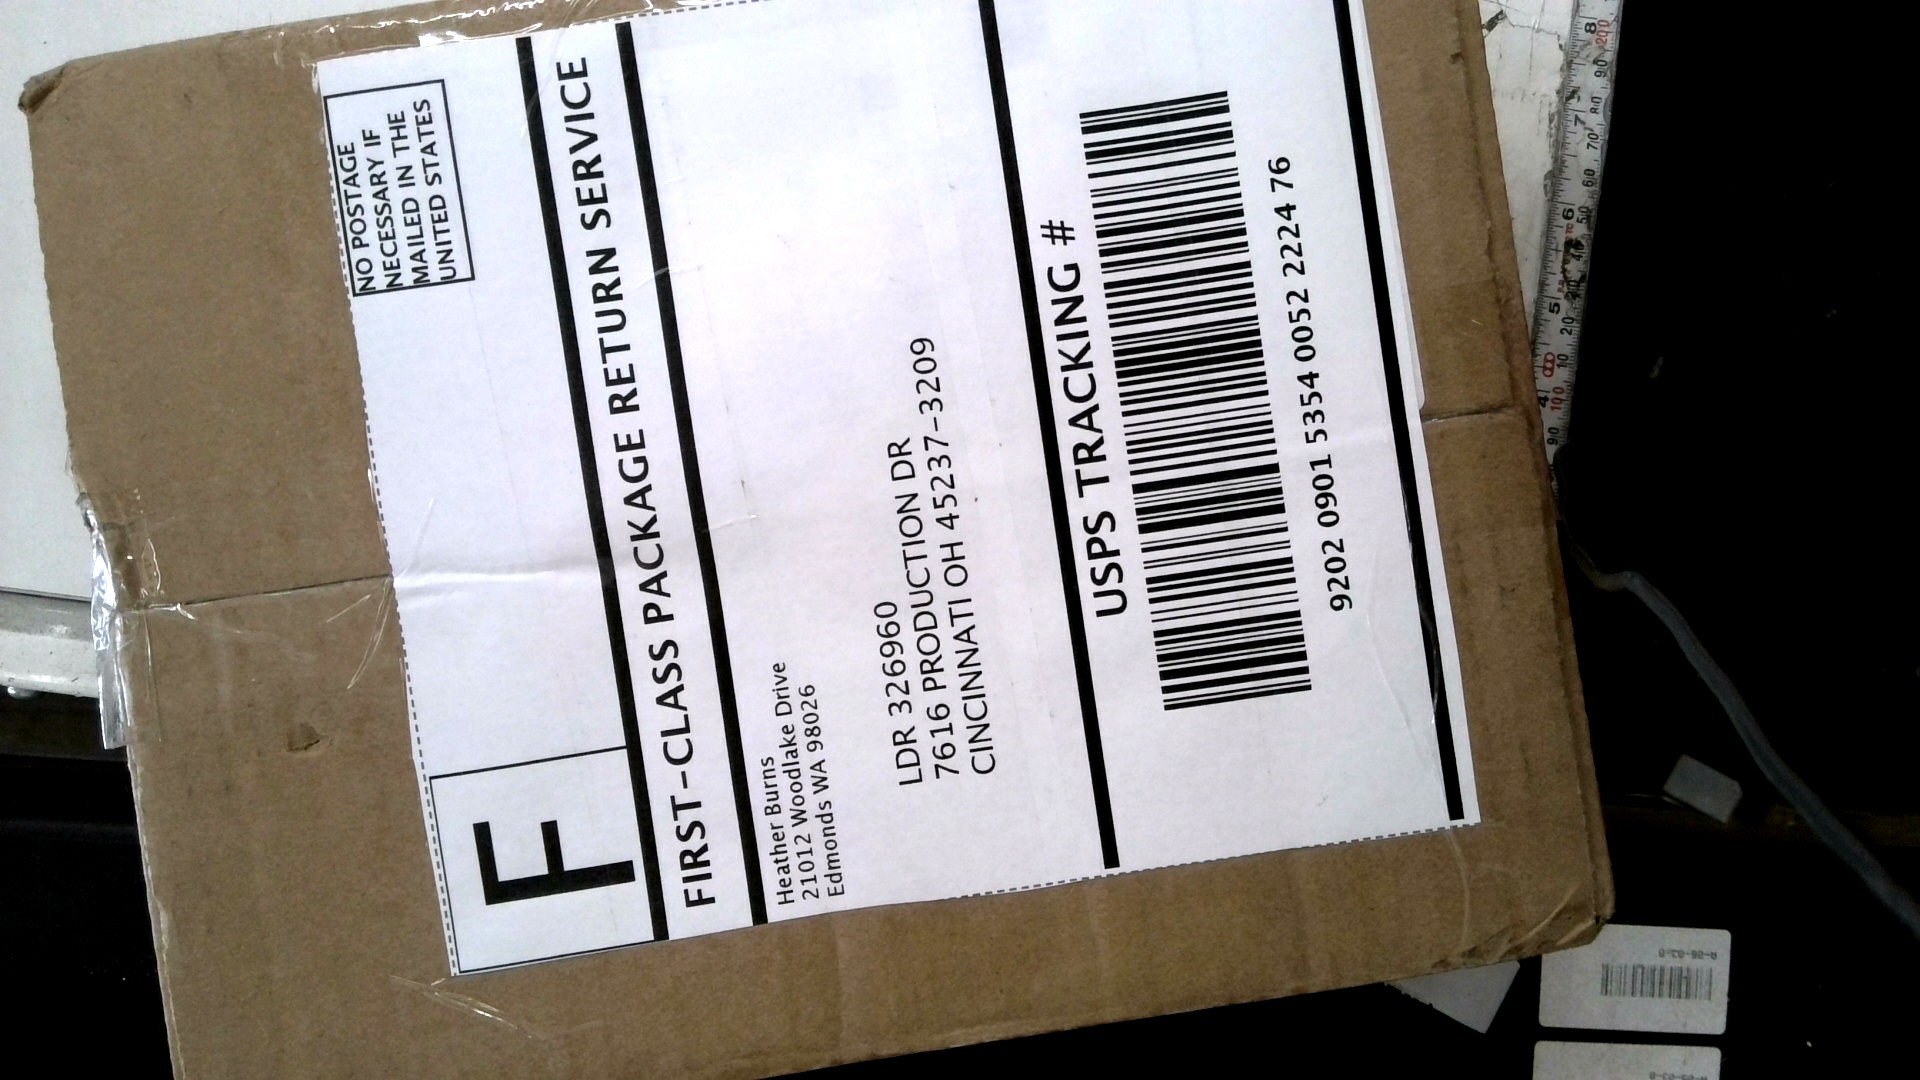 NO POSTAGE
NECESSARY IF
MAILED IN THE
UNITED STATES
F
FIRST-CLASS PACKAGE RETURN SERVICE
Heather Burns
21012 Woodlake Drive
Edmonds WA 98026
LDR 326960
7616 PRODUCTION DR
CINCINNATI OH 45237-3209
USPS TRACKING #
9202 0901 5354 0052 2224 76